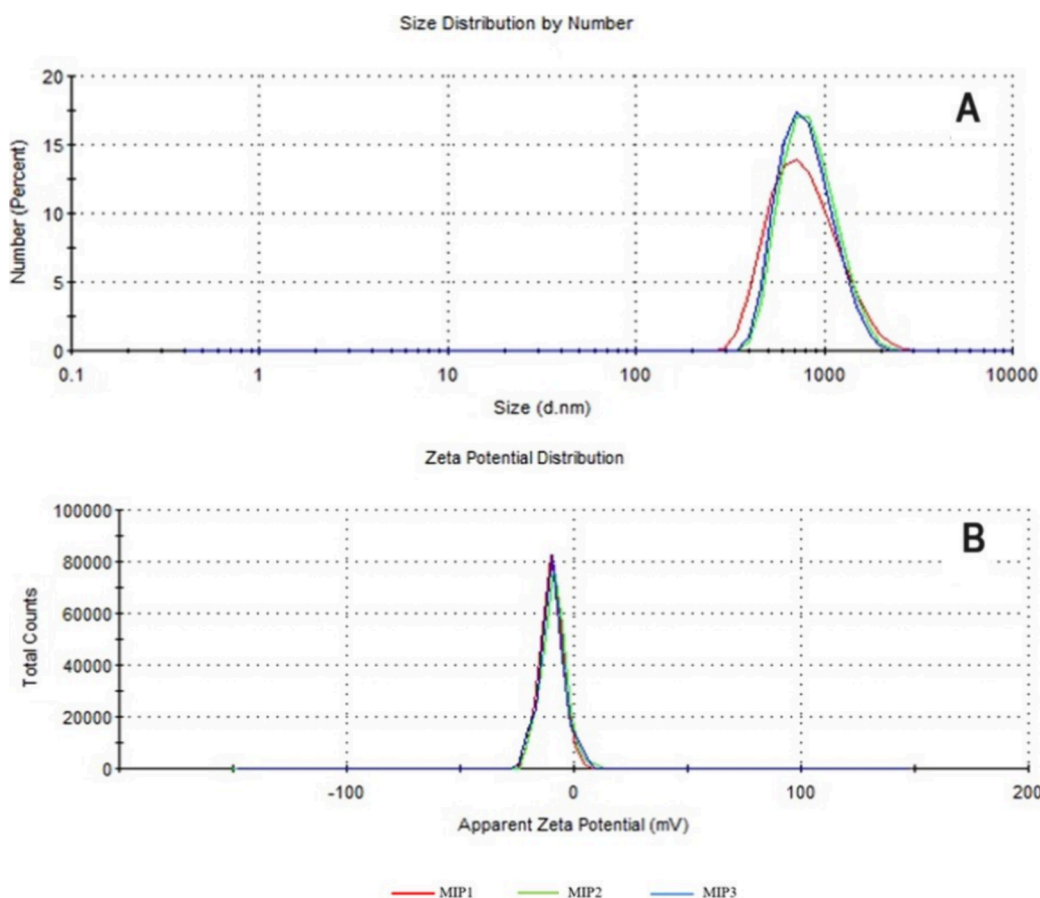 Size Distribution by Number
A
20
15
10
5
0
Number (Percent)
0.1 1 10 100 1000 10000
Size (d.nm)
Zeta Potential Distribution
B
100000
80000
60000
40000
20000
0
Total Counts
-100 0 100 200
Apparent Zeta Potential (mV)
MIP1 MIP2 MIP3